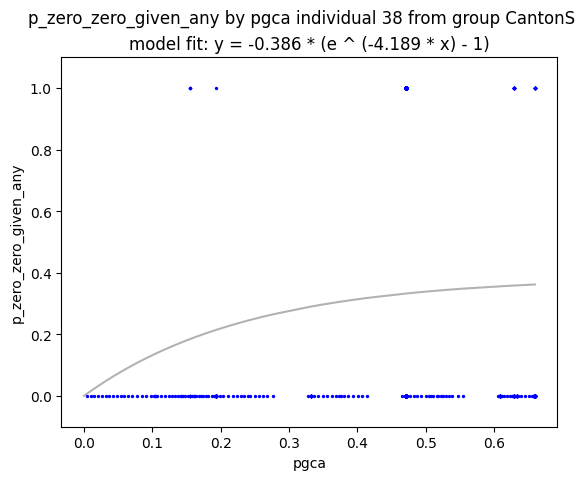 p_zero_zero_given_any by pgca individual 38 from group CantonS
model fit: y = -0.386 * (e ^ (-4.189 * x) - 1)
p_zero_zero_given_any
1.0
0.8
0.6
0.4
0.2
0.0
0.0 0.1 0.2 0.3 0.4 0.5 0.6
pgca